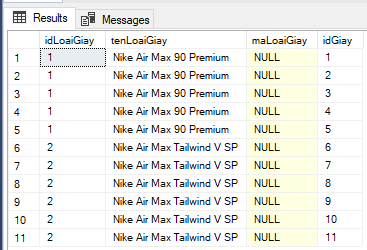 Results Messages
idLoaiGiay tenLoaiGiay maLoaiGiay idGiay
1 1 Nike Air Max 90 Premium NULL 1
2 1 Nike Air Max 90 Premium NULL 2
3 1 Nike Air Max 90 Premium NULL 3
4 1 Nike Air Max 90 Premium NULL 4
5 1 Nike Air Max 90 Premium NULL 5
6 2 Nike Air Max Tailwind V SP NULL 6
7 2 Nike Air Max Tailwind V SP NULL 7
8 2 Nike Air Max Tailwind V SP NULL 8
9 2 Nike Air Max Tailwind V SP NULL 9
10 2 Nike Air Max Tailwind V SP NULL 10
11 2 Nike Air Max Tailwind V SP NULL 11